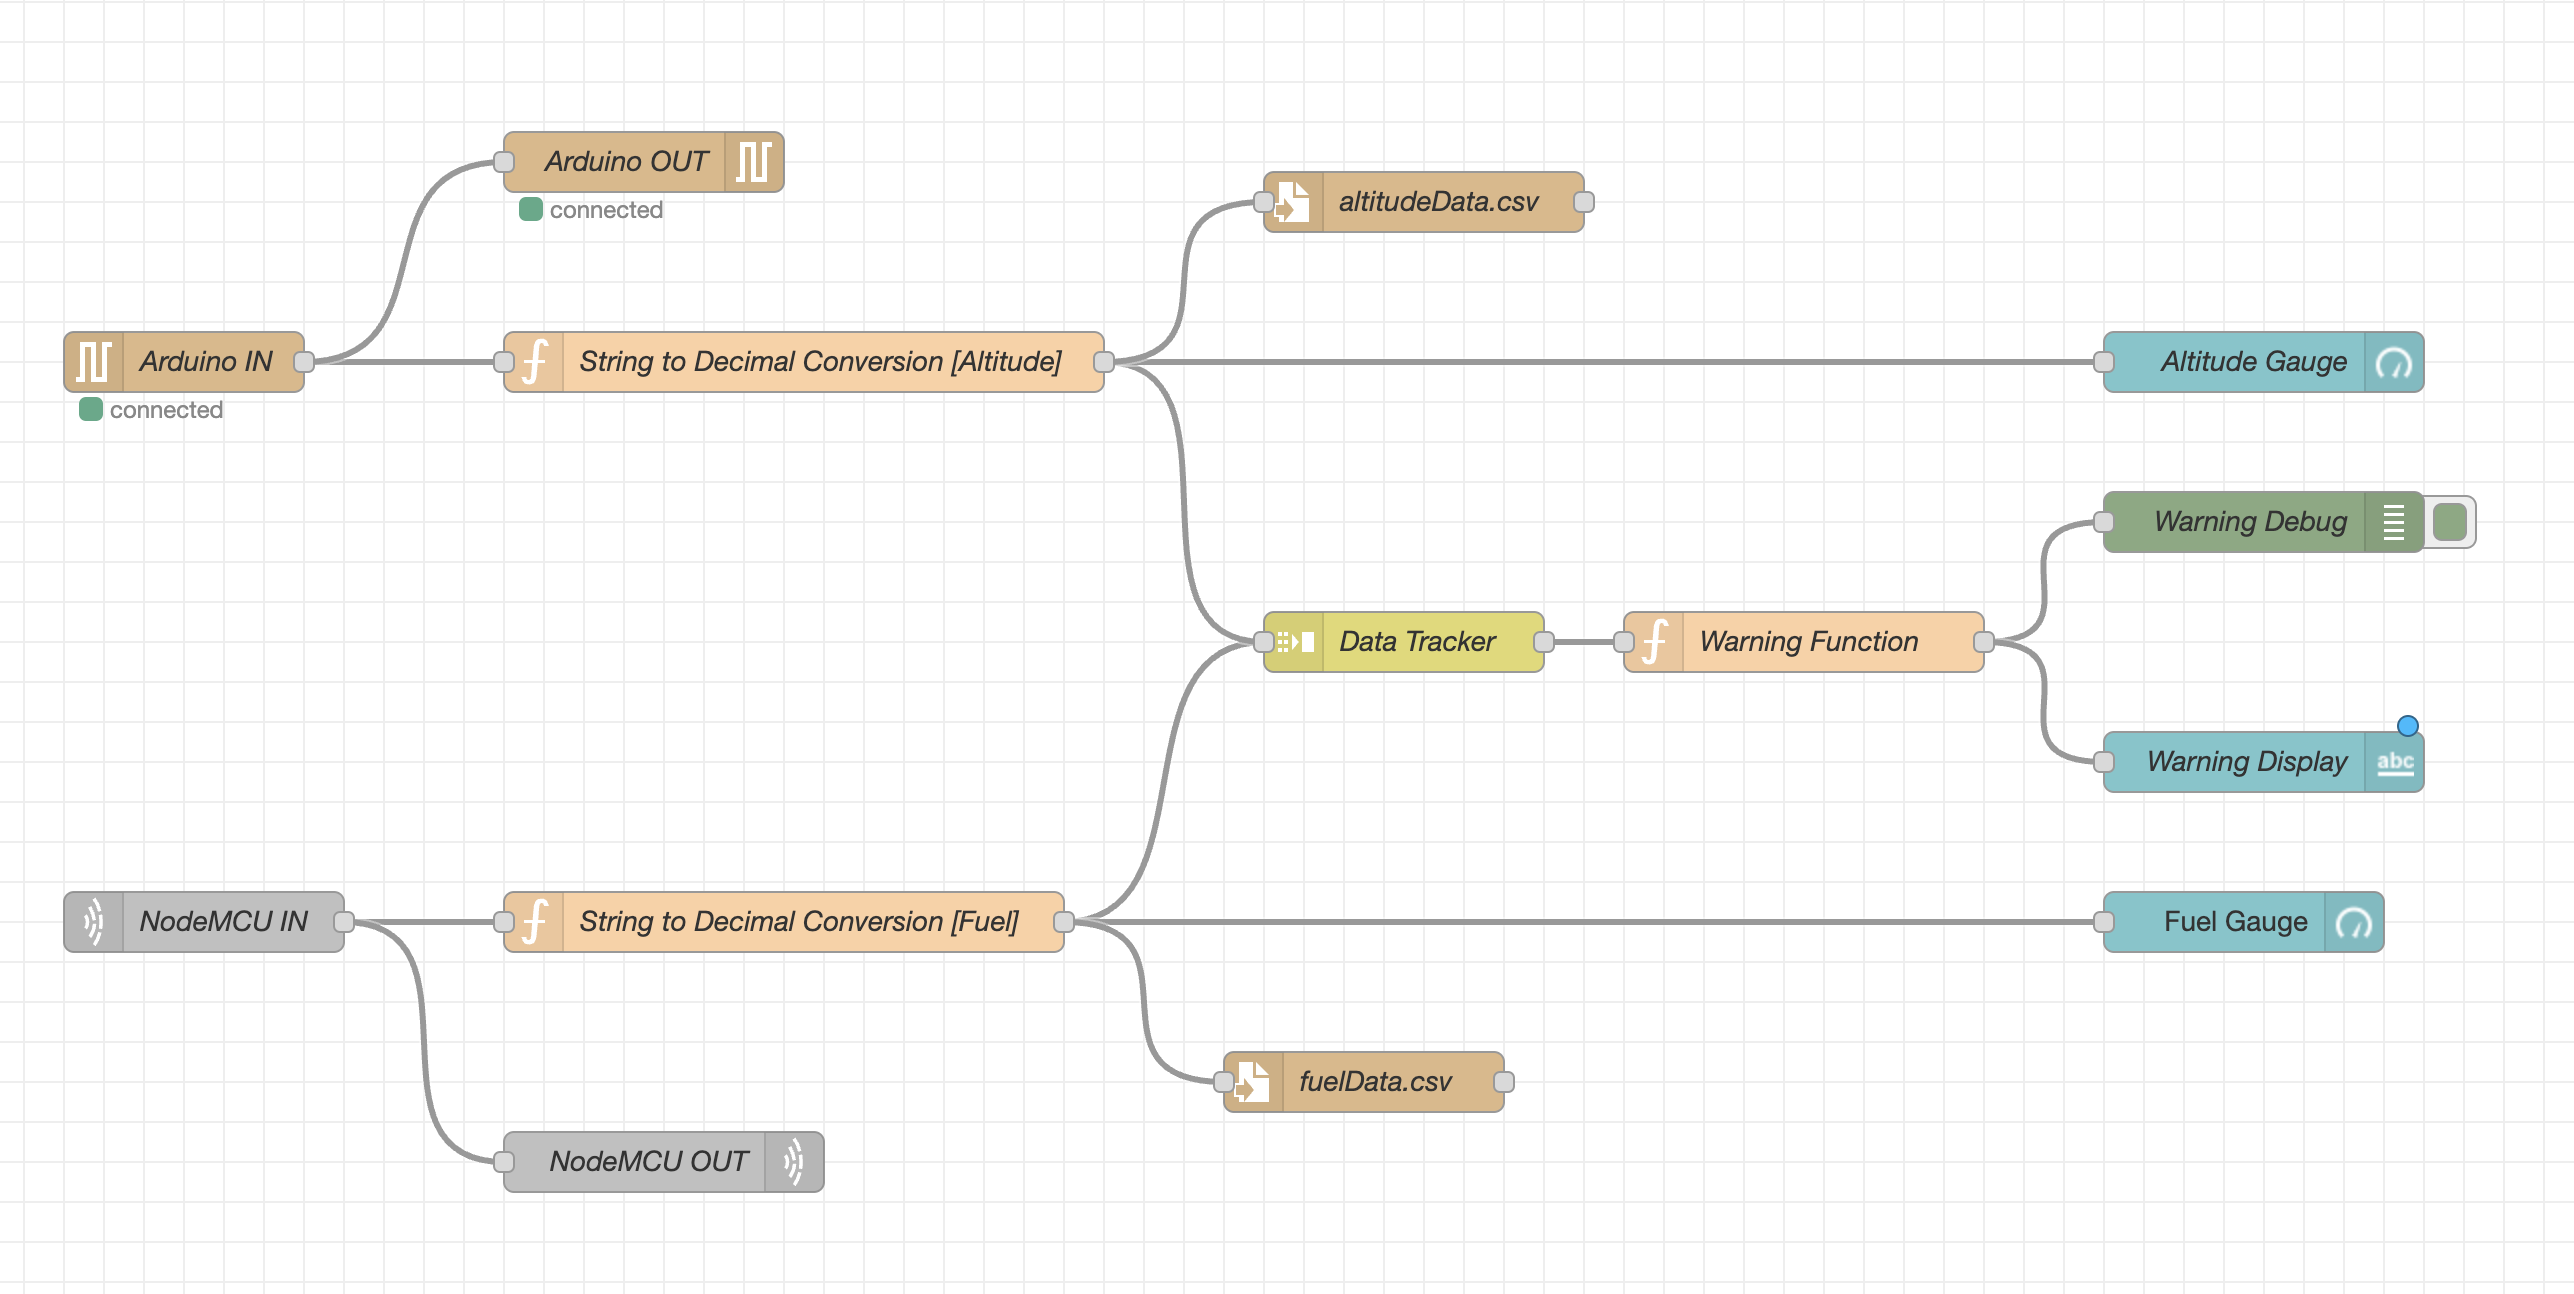 Arduino OUT
connected
altitudeData.csv
Arduino IN
connected
String to Decimal Conversion [Altitude]
Altitude Gauge
Warning Debug
Data Tracker
Warning Function
Warning Display
abc
NodeMCU IN
String to Decimal Conversion [Fuel]
Fuel Gauge
fuelData.csv
NodeMCU OUT